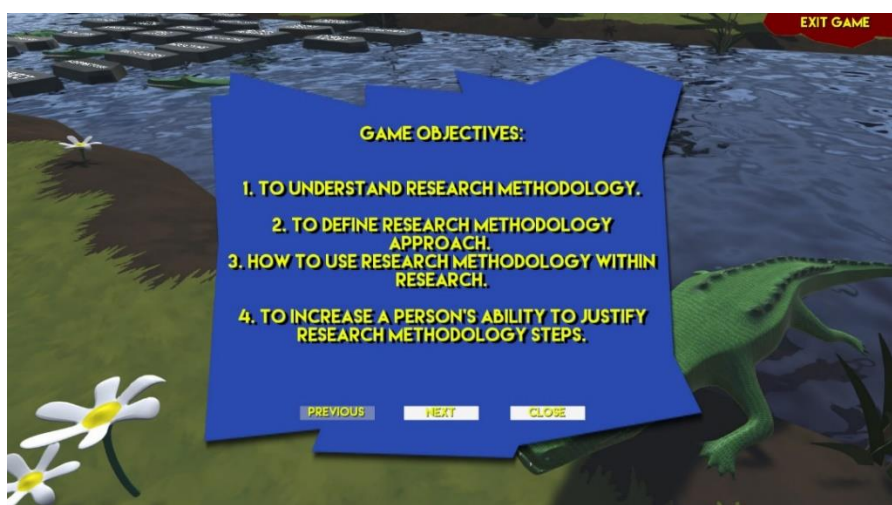 EXIT GAME
GAME OBJECTIVES:
1. TO UNDERSTAND RESEARCH METHODOLOGY.
2. TO DEFINE RESEARCH METHODOLOGY
APPROACH.
3. HOW TO USE RESEARCH METHODOLOGY WITHIN
RESEARCH.
4. TO INCREASE A PERSON'S ABILITY TO JUSTIFY
RESEARCH METHODOLOGY STEPS.
PREVIOUS
NEXT
CLOSE